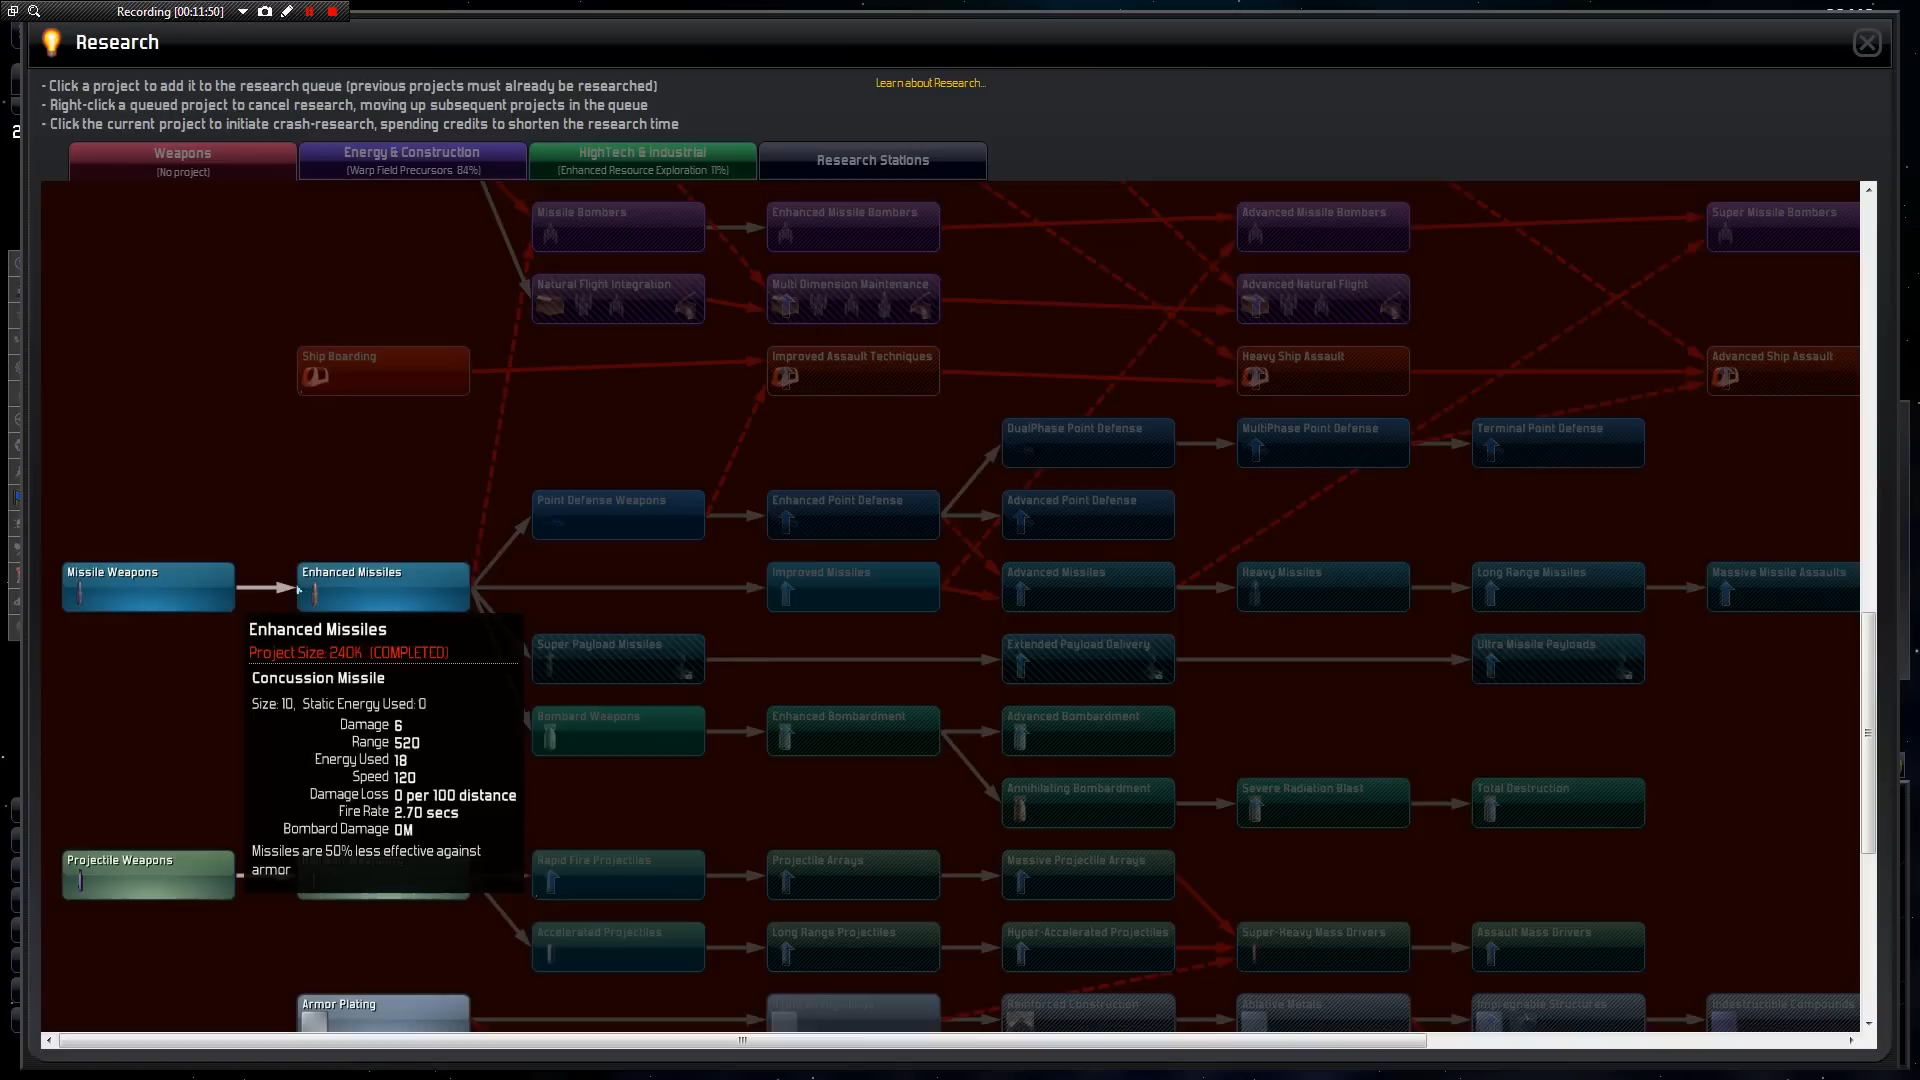 Recording [00:11:50]
Research
- Click a project to add it to the research queue (previous projects must already be researched)
Learn about Research...
- Right-click a queued project to cancel research, moving up subsequent projects in the queue
- Click the current project to initiate crash-research, spending credits to shorten the research time
Weapons
(No project)
Energy & Construction
(Warp Field Precursors 84%)
HighTech & Industrial
(Enhanced Resource Exploration 11%)
Research Stations
Missile Bombers
Enhanced Missile Bombers
Advanced Missile Bombers
Super Missile Bombers
Natural Flight Integration
Multi Dimension Maintenance
Advanced Natural Flight
Ship Boarding
Improved Assault Techniques
Heavy Ship Assault
Advanced Ship Assault
DualPhase Point Defense
MultiPhase Point Defense
Terminal Point Defense
Point Defense Weapons
Enhanced Point Defense
Advanced Point Defense
Missile Weapons
Enhanced Missiles
Improved Missiles
Advanced Missiles
Heavy Missiles
Long Range Missiles
Massive Missile Assaults
Enhanced Missiles
Project Size: 240K (COMPLETED)
Concussion Missile
Size: 10, Static Energy Used: 0
Damage 6
Range 520
Energy Used 18
Speed 120
Damage Loss 0 per 100 distance
Fire Rate 2.70 secs
Bombard Damage 0M
Missiles are 50% less effective against
armor
Super Payload Missiles
Extended Payload Delivery
Ultra Missile Payloads
Bombard Weapons
Enhanced Bombardment
Advanced Bombardment
Annihilating Bombardment
Severe Radiation Blast
Total Destruction
Projectile Weapons
Rapid Fire Projectiles
Projectile Arrays
Massive Projectile Arrays
Accelerated Projectiles
Long Range Projectiles
Hyper-Accelerated Projectiles
Super-Heavy Mass Drivers
Assault Mass Drivers
Armor Plating
Reinforced Construction
Ablative Metals
Impregnable Structures
Indestructible Compounds